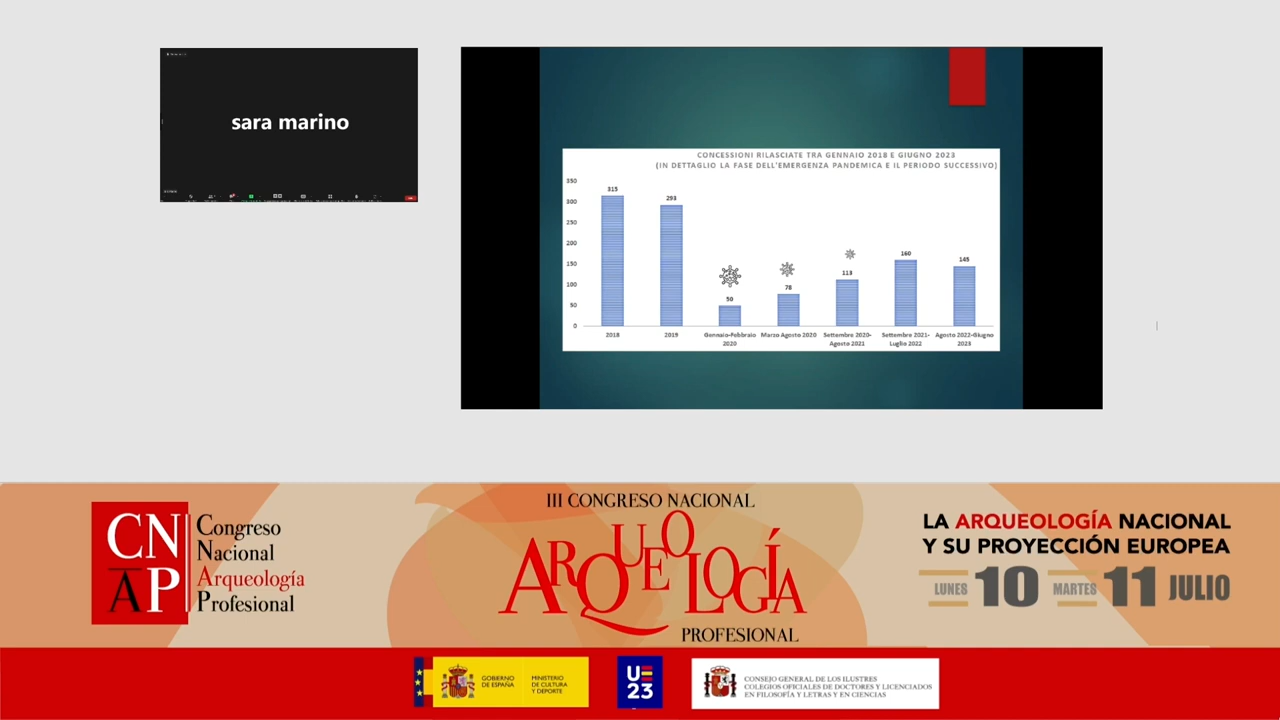 sara marino
CONCESSIONI RILASCIATE TRA GENNAIO 2018 E GIUGNO 2023
(IN DETTAGLIO LA FASE DELL'EMERGENZA PANDEMICA E IL PERIODO SUCCESSIVO)
350
300
250
200
150
100
50
0
315
293
50
78
113
160
145
2018
2019
Gennaio-Febbraio
2020
Marzo Agosto 2020
Settembre 2020-
Agosto 2021
Settembre 2021-
Luglio 2022
Agosto 2022-Giugno
2023
CN
AP
Congreso
Nacional
Arqueología
Profesional
III CONGRESO NACIONAL
ARQUEOLOGÍA
PROFESIONAL
LA ARQUEOLOGÍA NACIONAL
Y SU PROYECCIÓN EUROPEA
LUNES 10 MARTES 11 JULIO
GOBIERNO
DE ESPAÑA
MINISTERIO
DE CULTURA
Y DEPORTE
UE
23
CONSEJO GENERAL DE LOS ILUSTRES
COLEGIOS OFICIALES DE DOCTORES Y LICENCIADOS
EN FILOSOFÍA Y LETRAS Y EN CIENCIAS